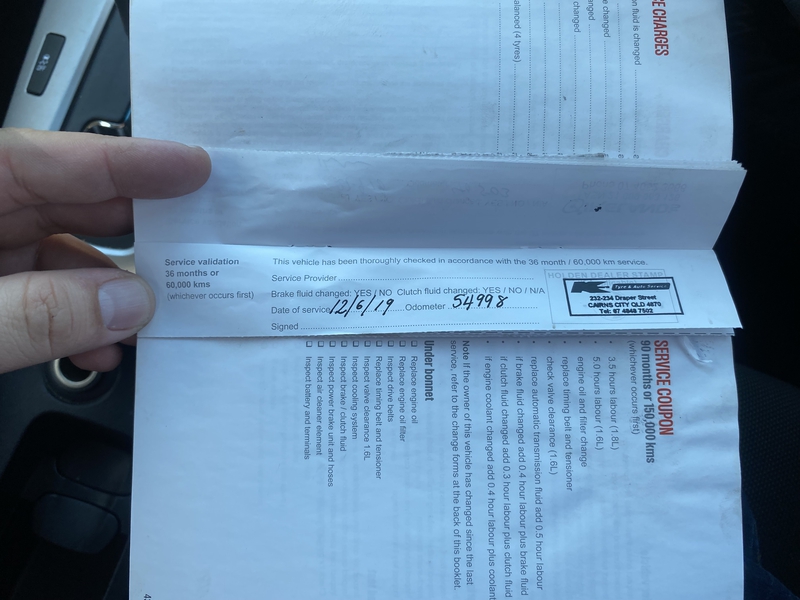 Service validation
36 months or
60,000 kms
(whichever occurs first)
This vehicle has been thoroughly checked in accordance with the 36 month / 60,000 km service.
Service Provider
Brake fluid changed: YES / NO Clutch fluid changed: YES / NO / N/A
Date of service 12/6/19 Odometer 54998
Signed
HOLDEN DEALER STAMP
Tyre & Auto Service
232-234 Draper Street
CAIRNS CITY QLD 4870
Tel: 07 4848 7502
E CHARGES
n fluid is changed
e changed
anged
changed
alanced (4 tyres)
SERVICE COUPON
90 months or 150,000 kms
(whichever occurs first)
• 3.5 hours labour (1.8L)
5.0 hours labour (1.6L)
• engine oil and filter change
• replace timing belt and tensioner
• check valve clearance (1.6L)
• replace automatic transmission fluid add 0.5 hour labour
• if brake fluid changed add 0.4 hour labour plus brake fluid
• if clutch fluid changed add 0.3 hour labour plus clutch fluid
• if engine coolant changed add 0.4 hour labour plus coolant
Note If the owner of this vehicle has changed since the last
service, refer to the change forms at the back of this booklet.
Under bonnet
❑ Replace engine oil
❑ Replace engine oil filter
❑ Inspect drive belts
❑ Replace timing belt and tensioner
❑ Inspect valve clearance 1.6L
❑ Inspect cooling system
❑ Inspect brake / clutch fluid
❑ Inspect power brake unit and hoses
❑ Inspect air cleaner element
❑ Inspect battery and terminals